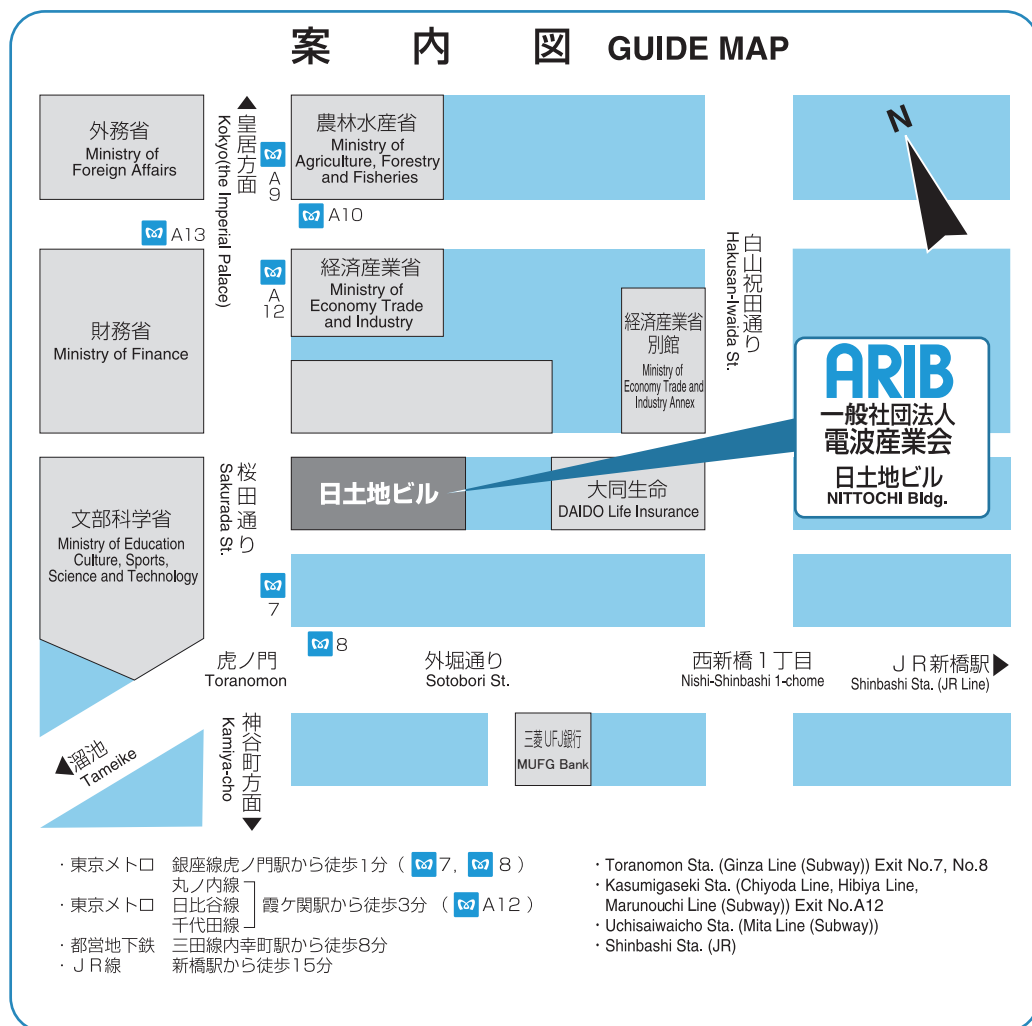 案内図 GUIDE MAP
外務省
Ministry of
Foreign Affairs
皇居方面
Kokyo(the Imperial Palace)
A
9
農林水産省
Ministry of
Agriculture, Forestry
and Fisheries
N
A10
A13
財務省
Ministry of Finance
A
12
経済産業省
Ministry of
Economy Trade
and Industry
経済産業省
別館
Ministry of
Economy Trade and
Industry Annex
白山祝田通り
Hakusan-Iwaida St.
ARIB
一般社団法人
電波産業会
日土地ビル
NITTOCHI Bldg.
文部科学省
Ministry of Education
Culture, Sports,
Science and Technology
桜田通り
Sakurada St.
日土地ビル
大同生命
DAIDO Life Insurance
7
8
虎ノ門
Toranomon
外堀通り
Sotobori St.
西新橋1丁目
Nishi-Shinbashi 1-chome
JR新橋駅
Shinbashi Sta. (JR Line)
溜池
Tameike
神谷町方面
Kamiya-cho
三菱UFJ銀行
MUFG Bank
・東京メトロ 銀座線虎ノ門駅から徒歩1分 ( 7, 8 )
丸ノ内線
・東京メトロ 日比谷線 霞ケ関駅から徒歩3分 ( A12 )
千代田線
・都営地下鉄 三田線内幸町駅から徒歩8分
・JR線 新橋駅から徒歩15分
・Toranomon Sta. (Ginza Line (Subway)) Exit No.7, No.8
・Kasumigaseki Sta. (Chiyoda Line, Hibiya Line,
Marunouchi Line (Subway)) Exit No.A12
・Uchisaiwaicho Sta. (Mita Line (Subway))
・Shinbashi Sta. (JR)